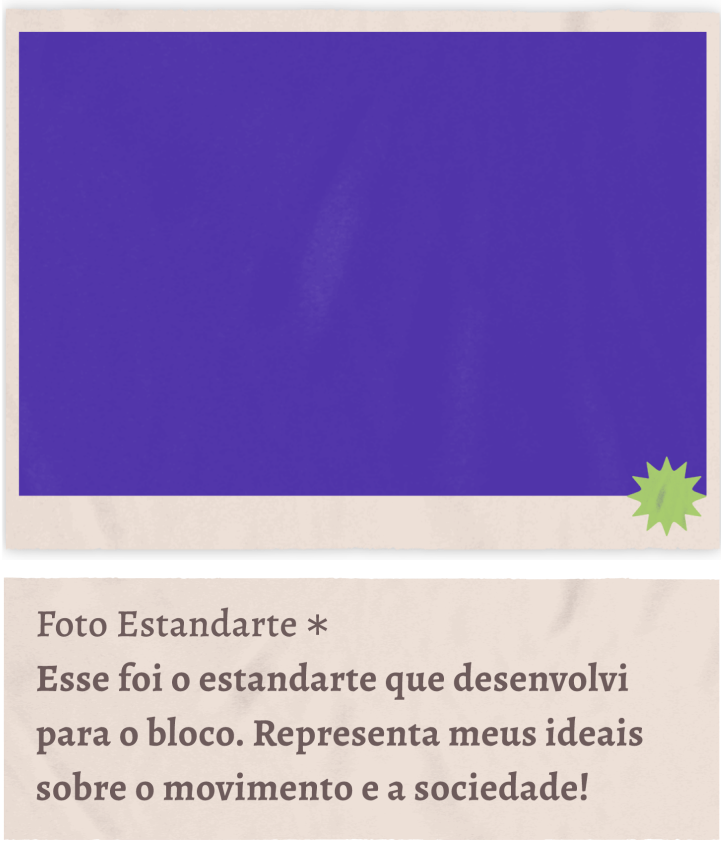 Foto Estandarte *
Esse foi o estandarte que desenvolvi
para o bloco. Representa meus ideais
sobre o movimento e a sociedade!